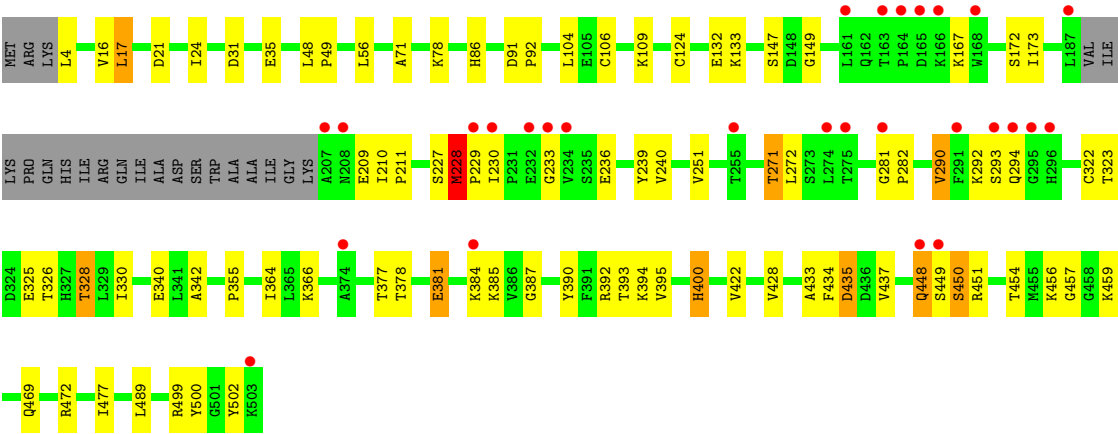 MET ARG LYS L4 V16 L17 D21 I24 D31 E35 L48 P49 L56 A71 K78 H86 D91 P92 L104 E105 C106 K109 C124 E132 K133 S147 D148 G149 L161 Q162 T163 P164 D165 K166 K167 W168 S172 I173 L187 VAL ILE
LYS PRO GLN HIS ILE ARG GLN ILE ALA ASP SER TRP ALA ALA ILE GLY LYS A207 N208 E209 I210 P211 S227 M228 P229 I230 P231 E232 G233 V234 S235 E236 Y239 V240 V251 T255 T271 L272 S273 L274 T275 G281 P282 V290 F291 K292 S293 Q294 G295 H296 C322 T323
D324 E325 T326 H327 T328 L329 I330 E340 L341 A342 P355 I364 L365 K366 A374 T377 T378 E381 K384 K385 V386 G387 Y390 F391 R392 T393 K394 V395 H400 V422 V428 A433 F434 D435 D436 V437 Q448 S449 S450 R451 T454 M455 K456 G457 G458 K459
Q469 R472 I477 L489 R499 Y500 G501 Y502 K503